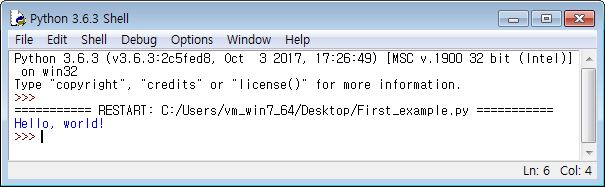 Python 3.6.3 Shell
File Edit Shell Debug Options Window Help
Python 3.6.3 (v3.6.3:2c5fed8, Oct  3 2017, 17:26:49) [MSC v.1900 32 bit (Intel)]
 on win32
Type "copyright", "credits" or "license()" for more information.
>>>
=========== RESTART: C:/Users/vm_win7_64/Desktop/First_example.py ===========
Hello, world!
>>>
Ln: 6 Col: 4